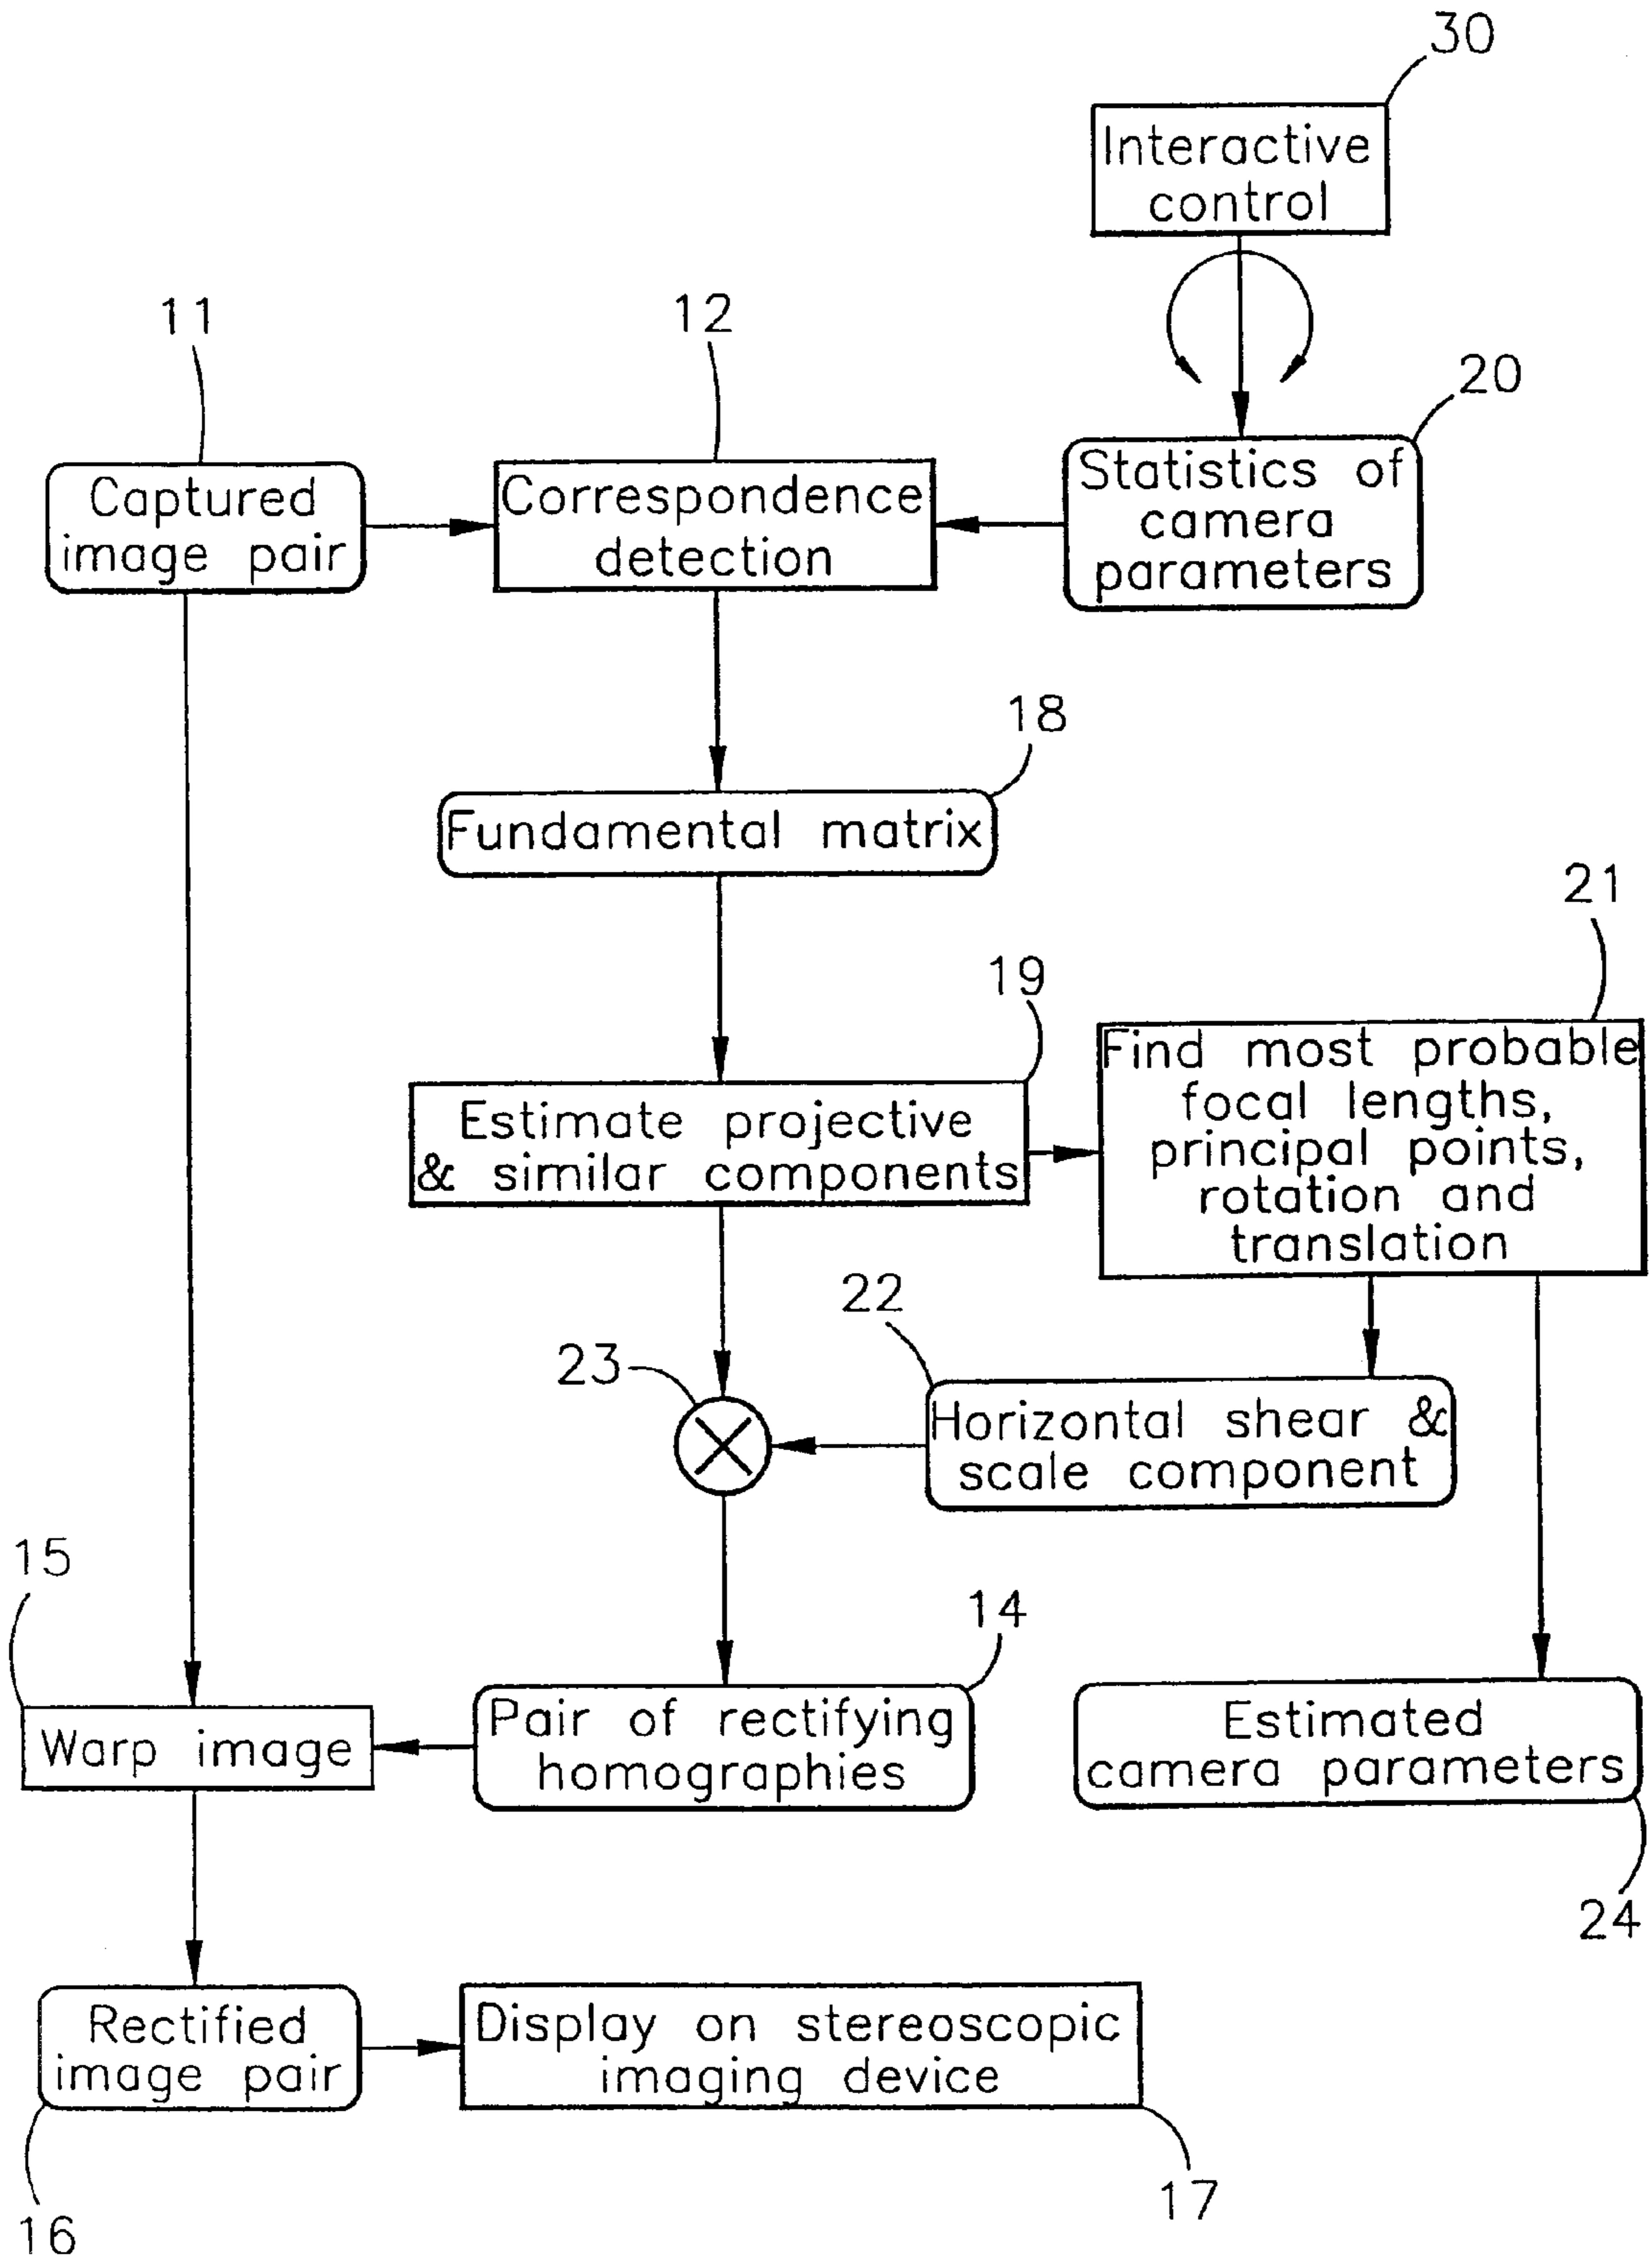 30
Interactive
control
11
12
20
Captured
image pair
Correspondence
detection
Statistics of
camera
parameters
18
Fundamental matrix
21
19
Estimate projective
& similar components
Find most probable
focal lengths,
principal points,
rotation and
translation
22
23
Horizontal shear &
scale component
15
14
Warp image
Pair of rectifying
homographies
Estimated
camera parameters
24
Rectified
image pair
Display on stereoscopic
imaging device
16
17